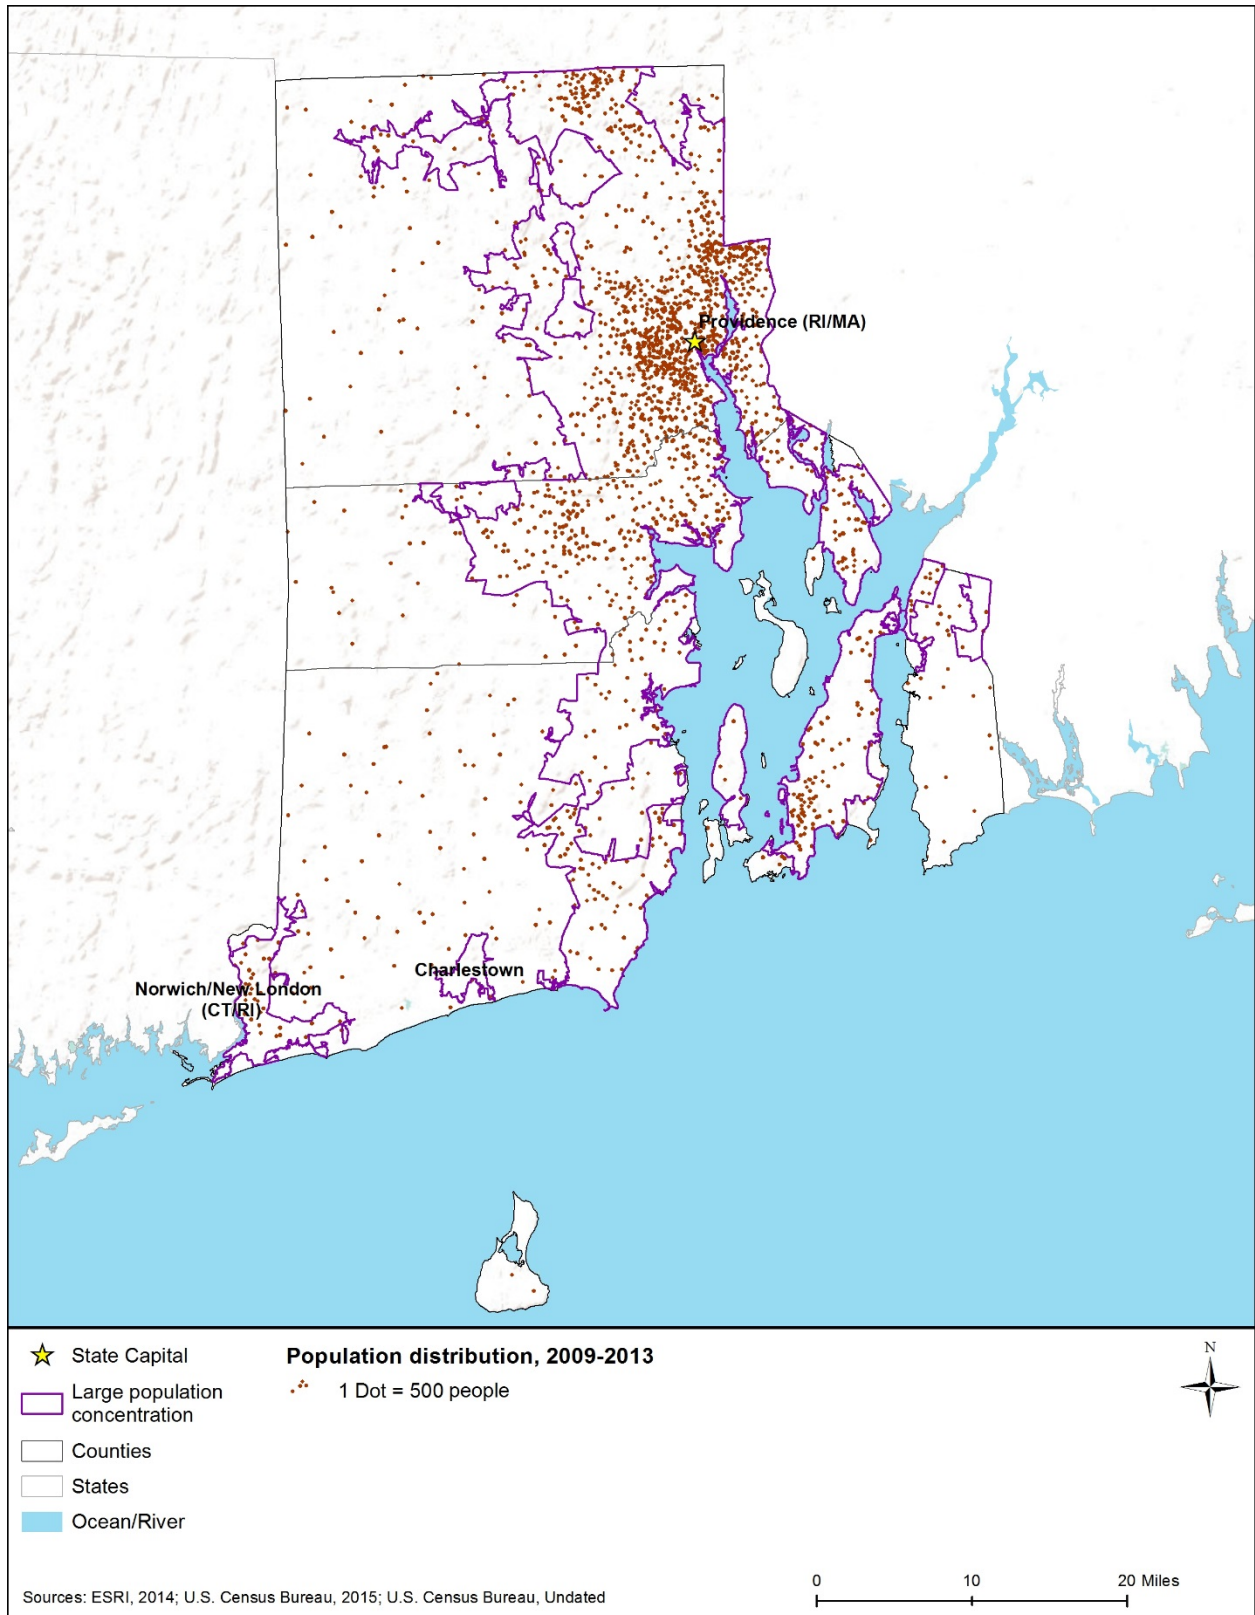 Providence (RI/MA)
Charlestown
Norwich/New London
(CT/RI)
State Capital
Large population
concentration
Counties
States
Ocean/River
Population distribution, 2009-2013
1 Dot = 500 people
N
0 10 20 Miles
Sources: ESRI, 2014; U.S. Census Bureau, 2015; U.S. Census Bureau, Undated